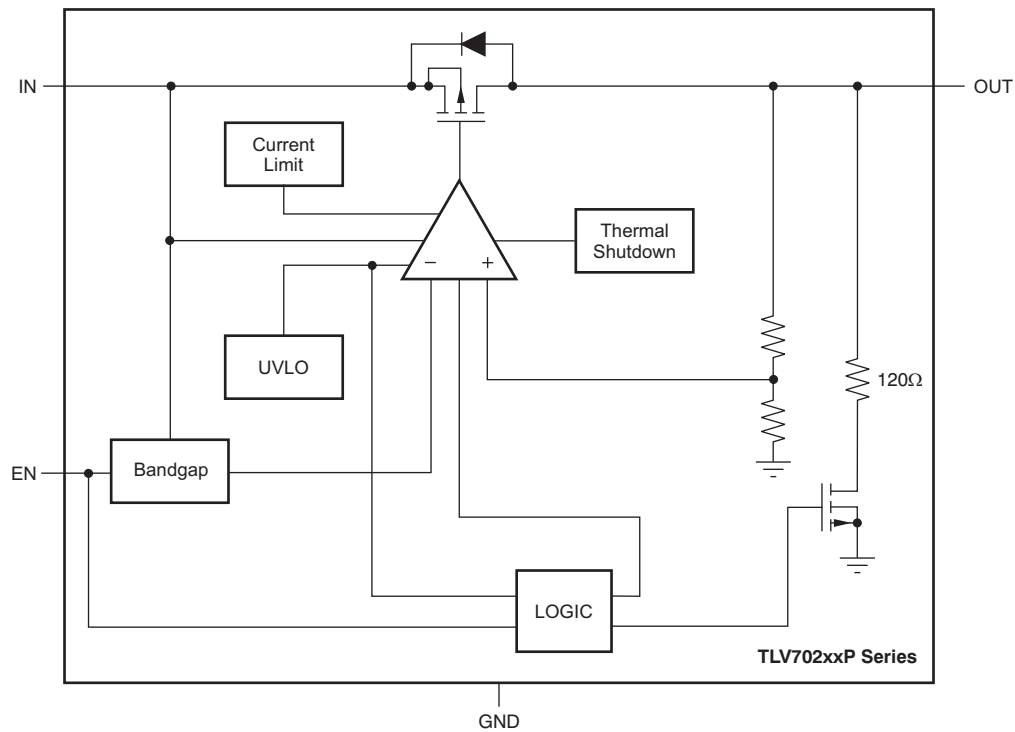 IN
OUT
Current
Limit
Thermal
Shutdown
−
+
UVLO
120Ω
EN
Bandgap
LOGIC
TLV702xxP Series
GND